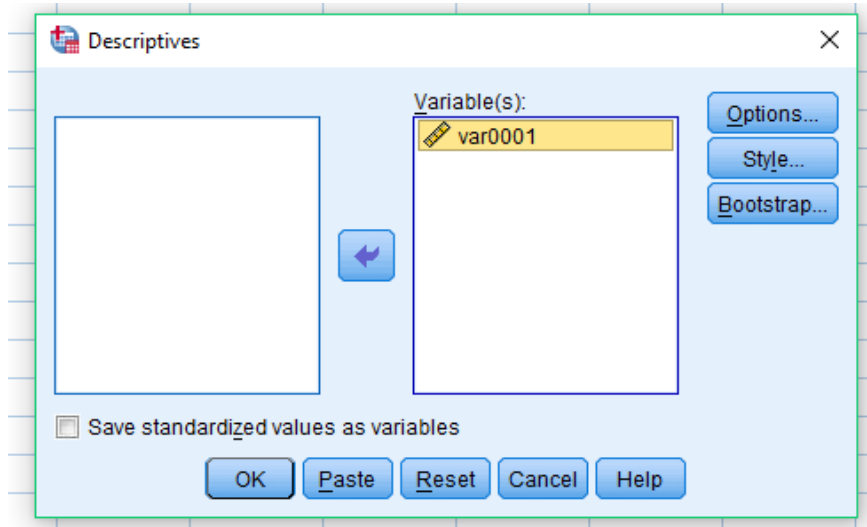 Descriptives
Variable(s):
var0001
Options...
Style...
Bootstrap...
Save standardized values as variables
OK Paste Reset Cancel Help